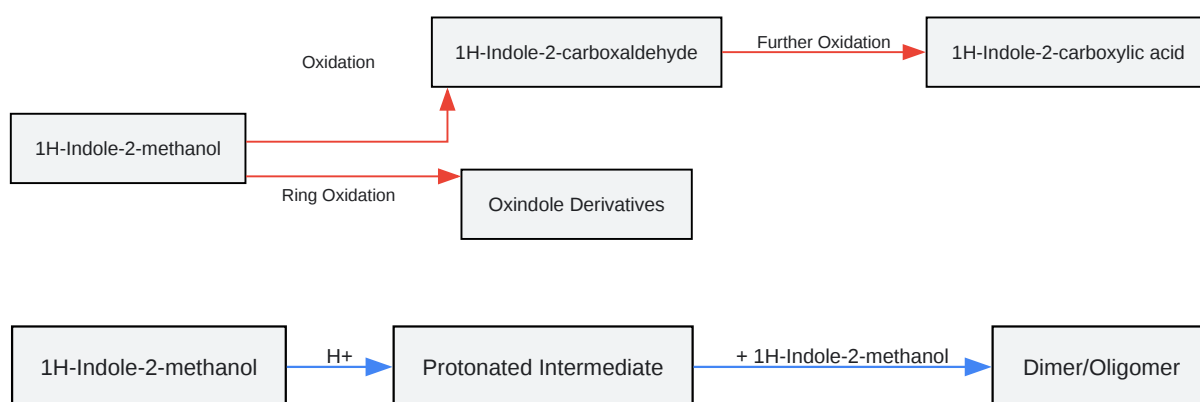 1H-Indole-2-carboxaldehyde
Further Oxidation
1H-Indole-2-carboxylic acid
Oxidation
1H-Indole-2-methanol
Ring Oxidation
Oxindole Derivatives
1H-Indole-2-methanol
H+
Protonated Intermediate
+ 1H-Indole-2-methanol
Dimer/Oligomer